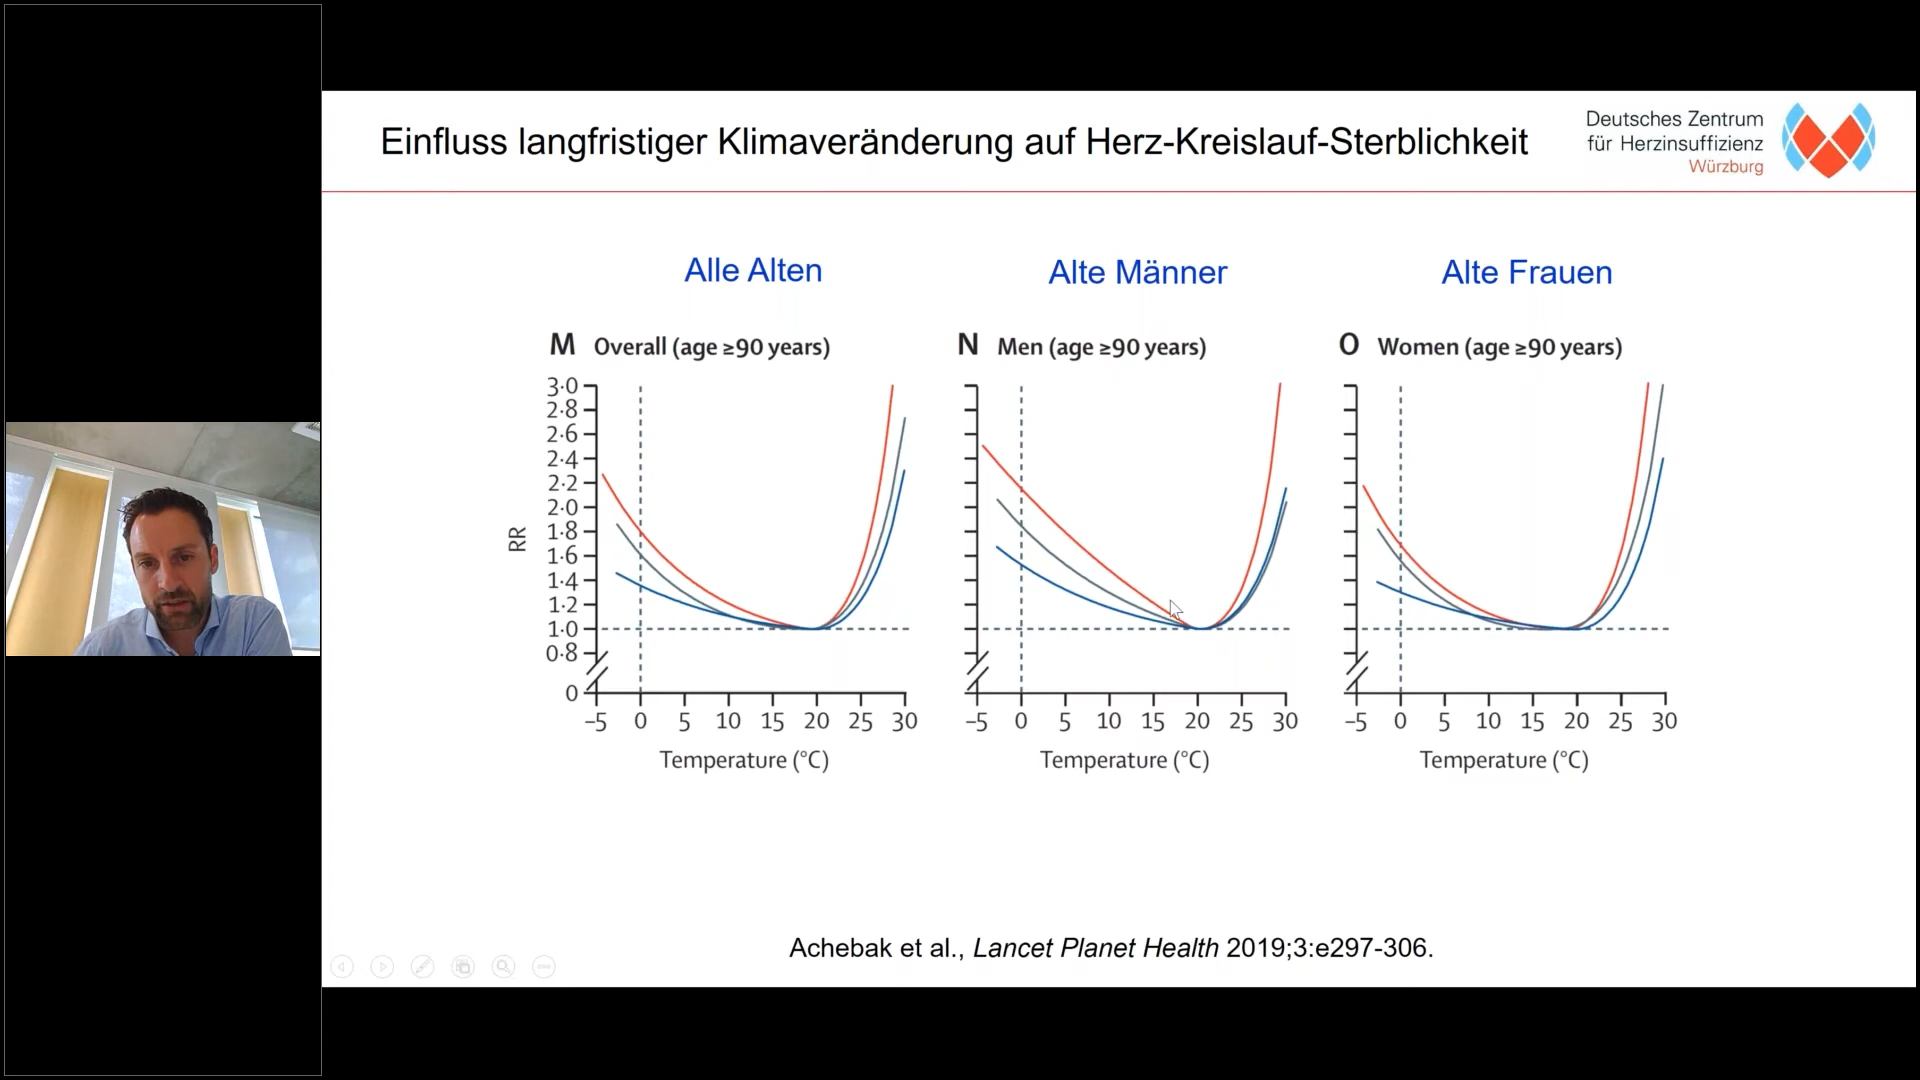 Einfluss langfristiger Klimaveränderung auf Herz-Kreislauf-Sterblichkeit
Deutsches Zentrum
für Herzinsuffizienz
Würzburg
Alle Alten
Alte Männer
Alte Frauen
M Overall (age ≥90 years)
N Men (age ≥90 years)
O Women (age ≥90 years)
RR
3·0
2·8
2·6
2·4
2·2
2·0
1·8
1·6
1·4
1·2
1·0
0·8
0
–5 0 5 10 15 20 25 30
–5 0 5 10 15 20 25 30
–5 0 5 10 15 20 25 30
Temperature (°C)
Temperature (°C)
Temperature (°C)
Achebak et al., Lancet Planet Health 2019;3:e297-306.